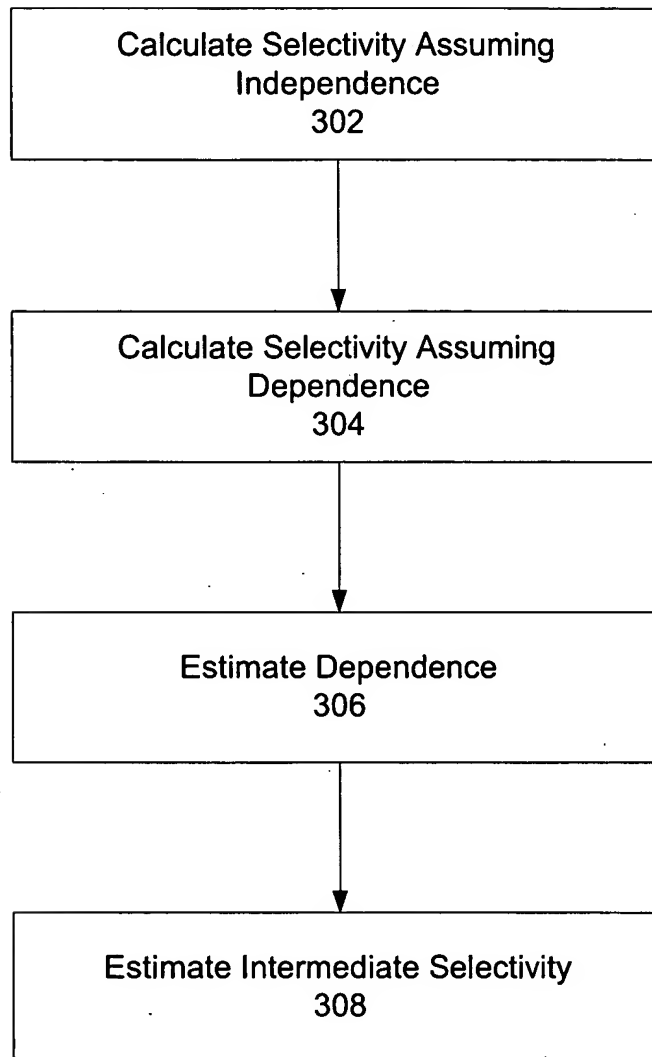 Calculate Selectivity Assuming
Independence
302
Calculate Selectivity Assuming
Dependence
304
Estimate Dependence
306
Estimate Intermediate Selectivity
308